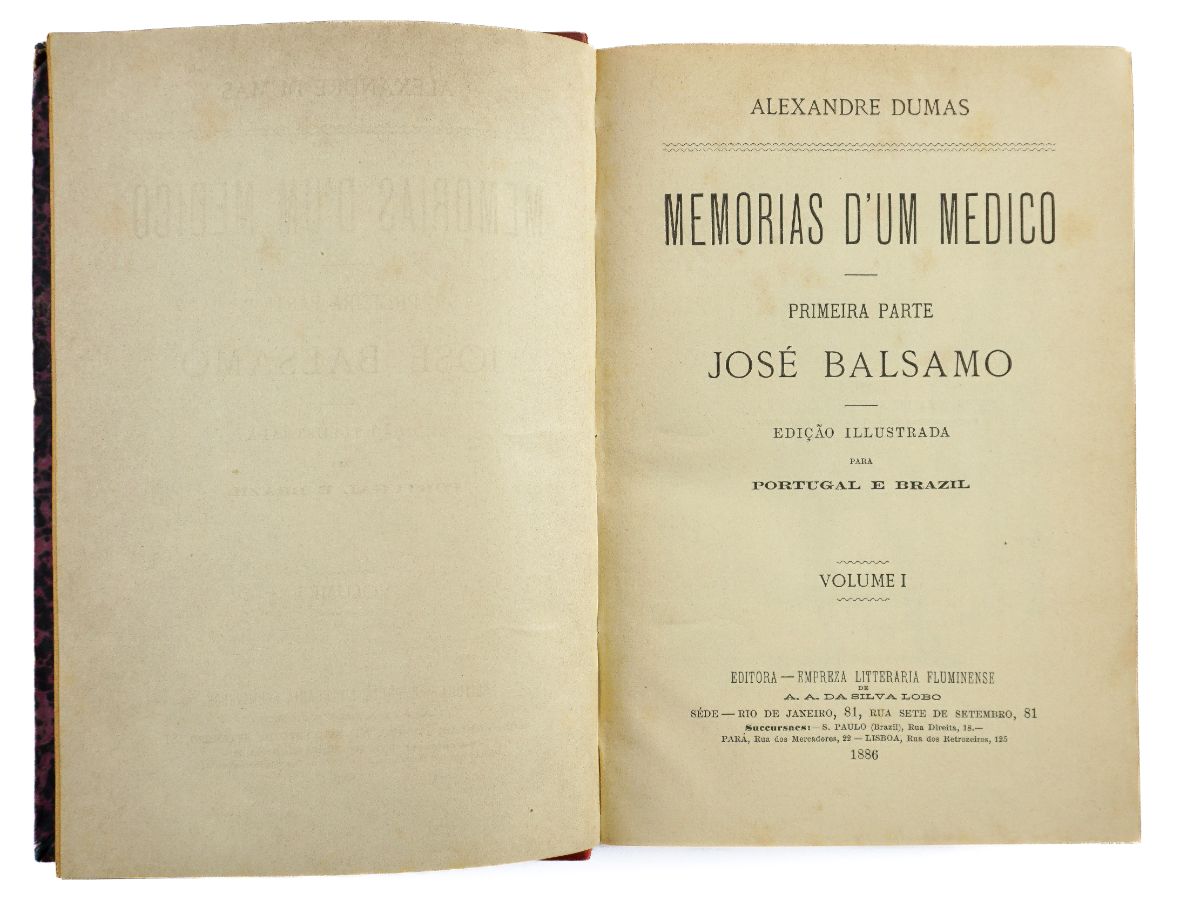 ALEXANDRE DUMAS
MEMORIAS D'UM MEDICO
PRIMEIRA PARTE
JOSÉ BALSAMO
EDIÇÃO ILLUSTRADA
PARA
PORTUGAL E BRAZIL
VOLUME I
EDITORA — EMPREZA LITTERARIA FLUMINENSE
DE
A. A. DA SILVA LOBO
SÉDE — RIO DE JANEIRO, 81, RUA SETE DE SETEMBRO, 81
Succursaes: — S. PAULO (Brazil), Rua Direita, 18. —
PARÁ, Rua dos Mercadores, 22 — LISBOA, Rua dos Retrozeiros, 125
1886